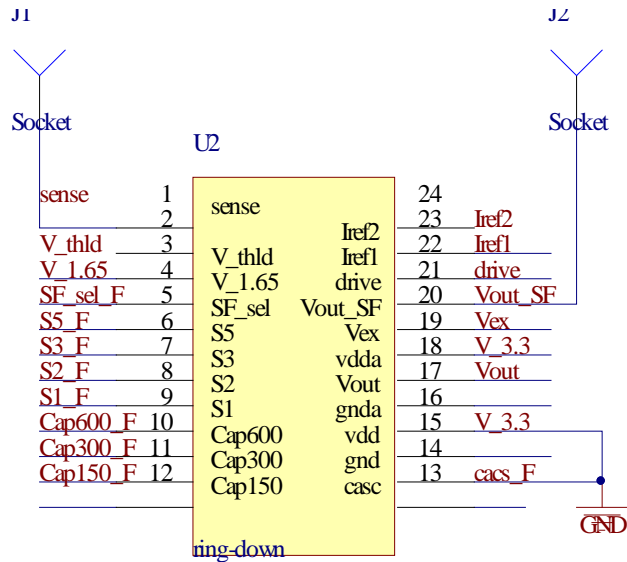 J1 J2
Socket Socket
U2
sense 1 sense 24
2 Iref2 23 Iref2
V_thld 3 V_thld Iref1 22 Iref1
V_1.65 4 V_1.65 drive 21 drive
SF_sel_F 5 SF_sel Vout_SF 20 Vout_SF
S5_F 6 S5 Vex 19 Vex
S3_F 7 S3 vdda 18 V_3.3
S2_F 8 S2 Vout 17 Vout
S1_F 9 S1 gnda 16
Cap600_F 10 Cap600 vdd 15 V_3.3
Cap300_F 11 Cap300 gnd 14
Cap150_F 12 Cap150 casc 13 cacs_F
GND
ring-down